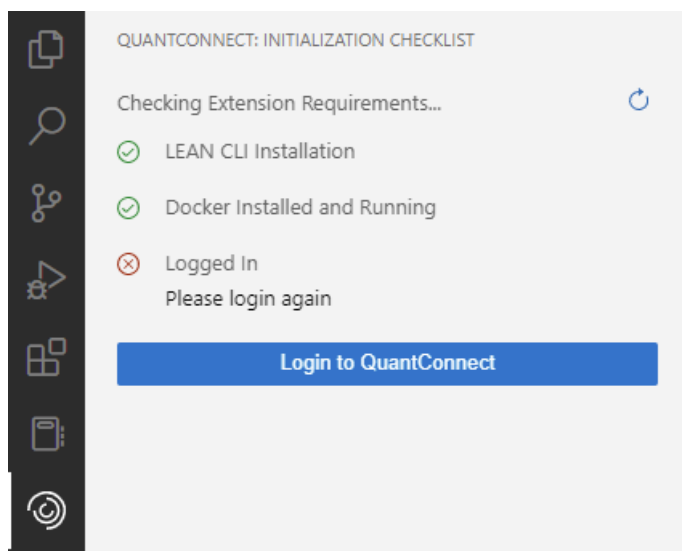 QUANTCONNECT: INITIALIZATION CHECKLIST
Checking Extension Requirements...
LEAN CLI Installation
Docker Installed and Running
Logged In
Please login again
Login to QuantConnect